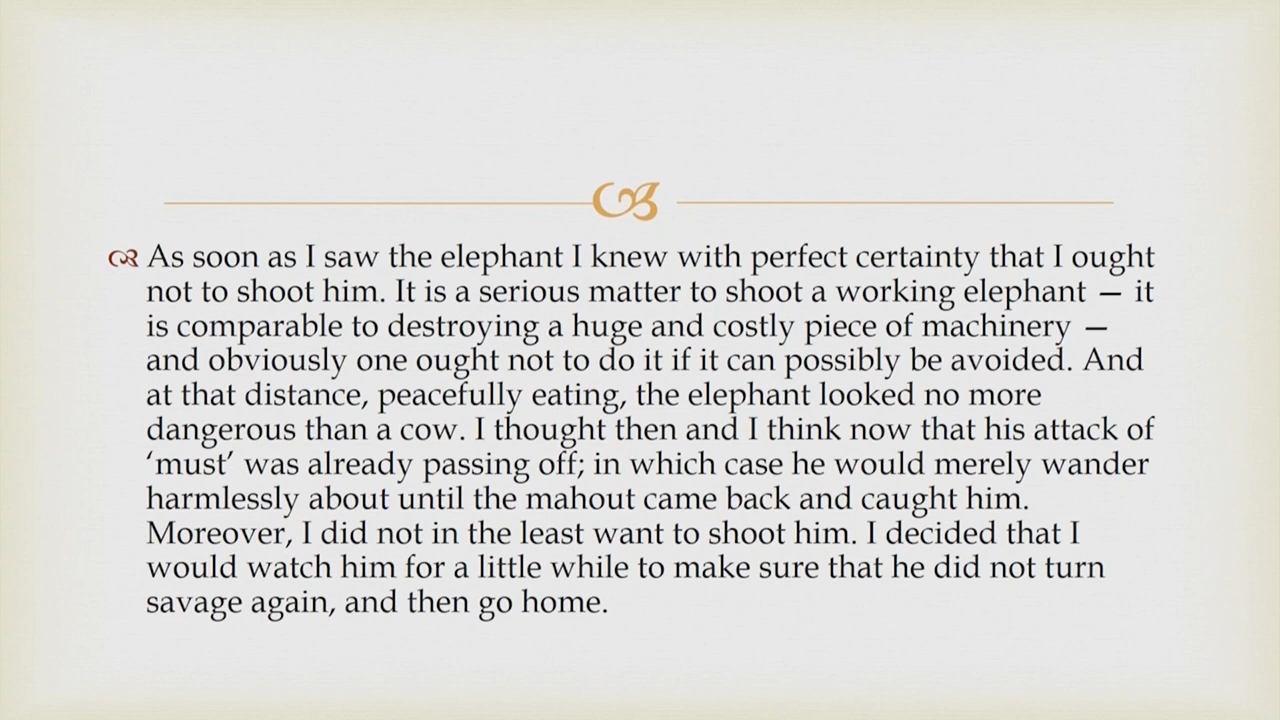 As soon as I saw the elephant I knew with perfect certainty that I ought
not to shoot him. It is a serious matter to shoot a working elephant — it
is comparable to destroying a huge and costly piece of machinery —
and obviously one ought not to do it if it can possibly be avoided. And
at that distance, peacefully eating, the elephant looked no more
dangerous than a cow. I thought then and I think now that his attack of
‘must’ was already passing off; in which case he would merely wander
harmlessly about until the mahout came back and caught him.
Moreover, I did not in the least want to shoot him. I decided that I
would watch him for a little while to make sure that he did not turn
savage again, and then go home.